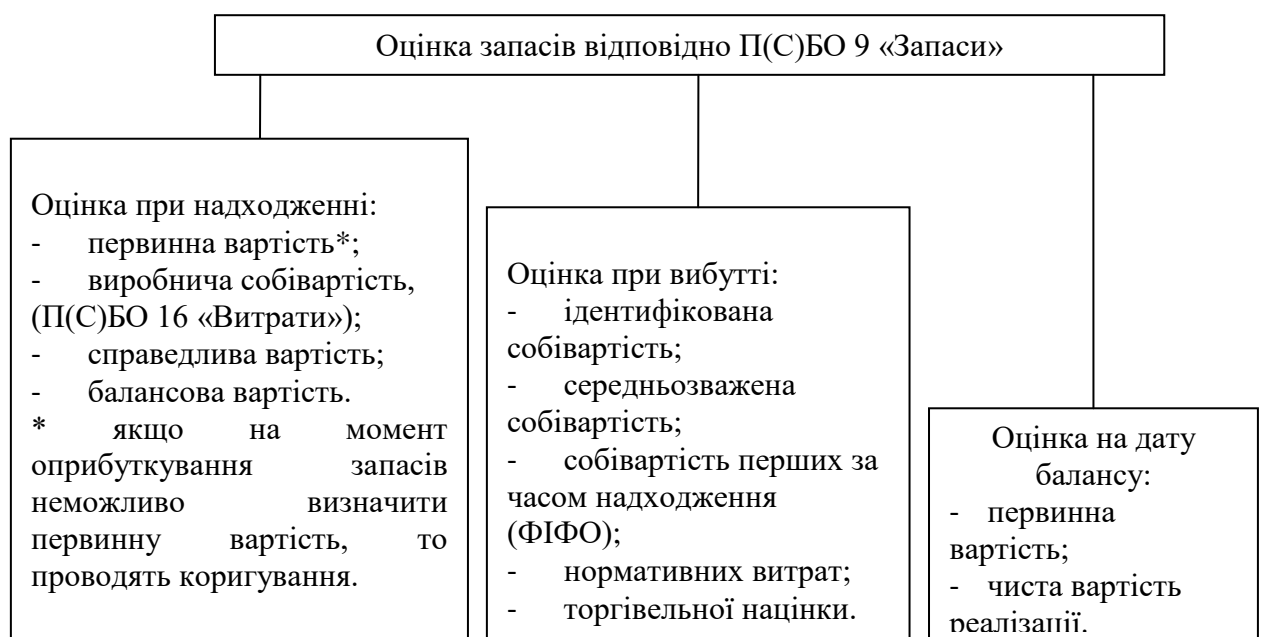 Оцінка запасів відповідно П(С)БО 9 «Запаси»
Оцінка при надходженні:
- первинна вартість*;
- виробнича собівартість,
(П(С)БО 16 «Витрати»);
- справедлива вартість;
- балансова вартість.
* якщо на момент
оприбуткування запасів
неможливо визначити
первинну вартість, то
проводять коригування.
Оцінка при вибутті:
- ідентифікована
собівартість;
- середньозважена
собівартість;
- собівартість перших за
часом надходження
(ФІФО);
- нормативних витрат;
- торгівельної націнки.
Оцінка на дату
балансу:
- первинна
вартість;
- чиста вартість
реалізації.